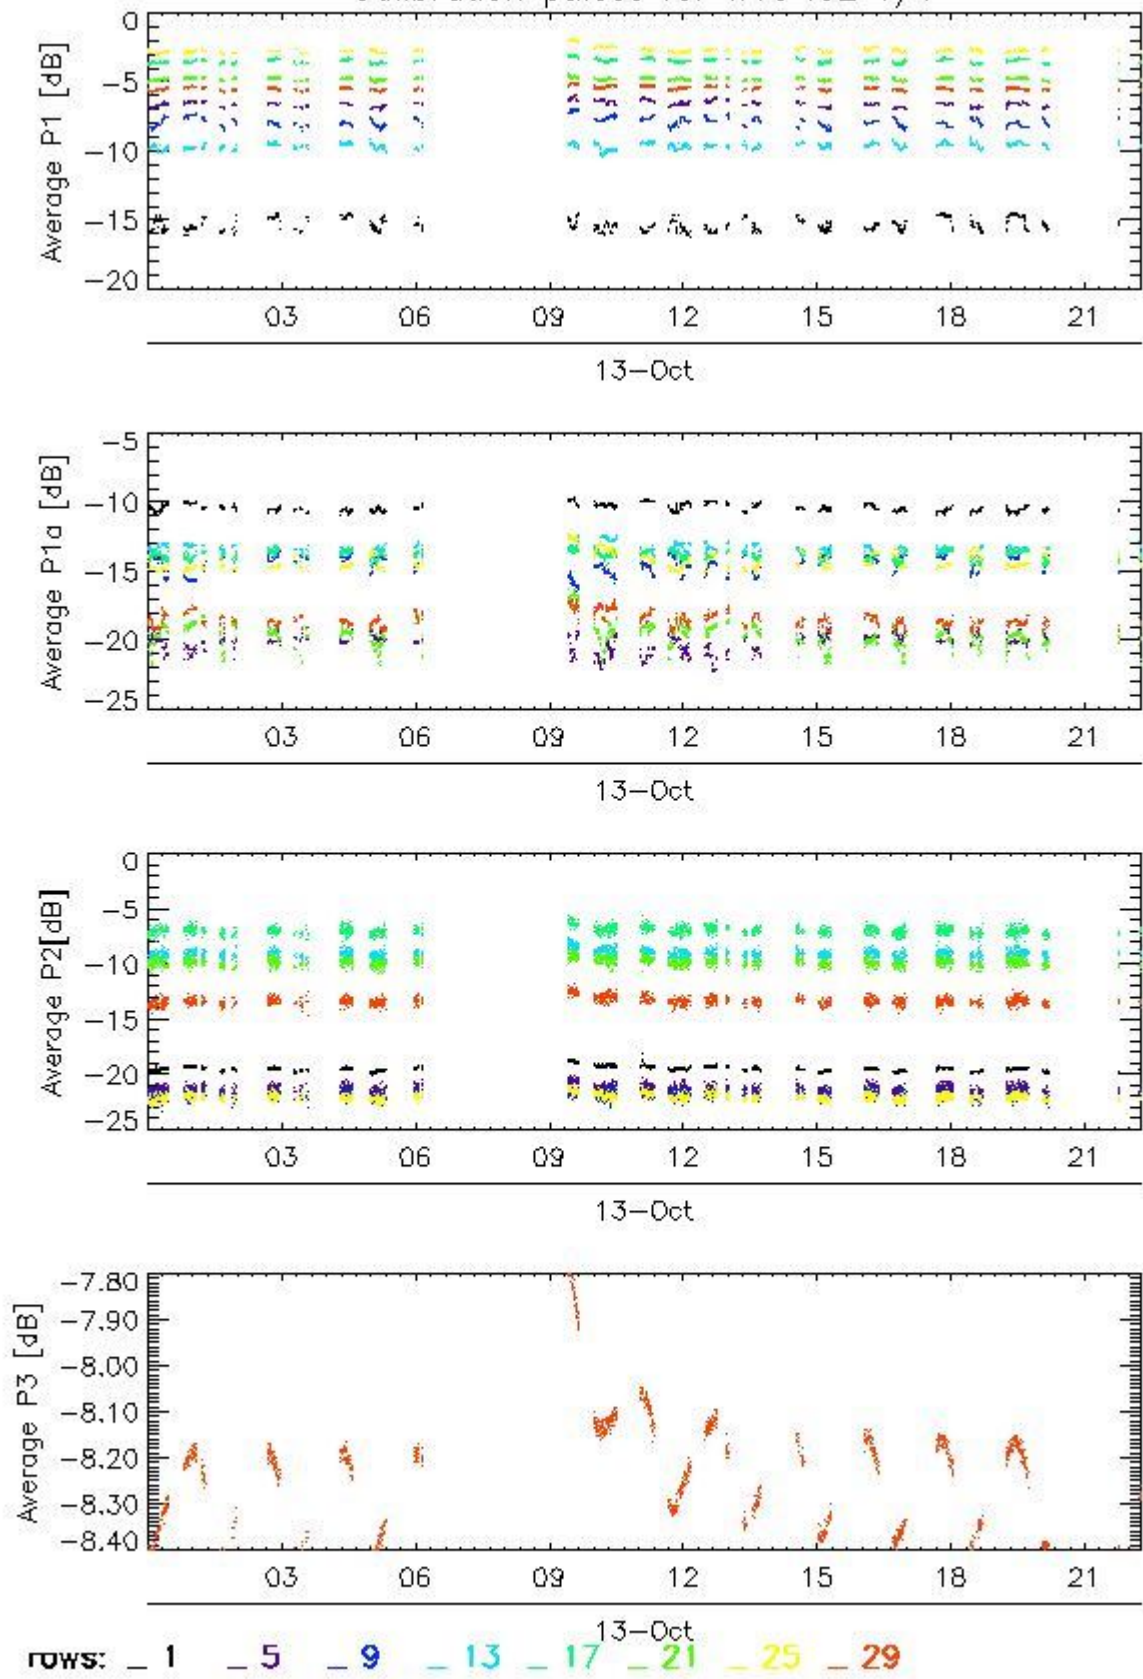 Average P1 [dB]
0
−5
−10
−15
−20
03 06 09 12 15 18 21
13−Oct
Average P1a [dB]
−5
−10
−15
−20
−25
03 06 09 12 15 18 21
13−Oct
Average P2[dB]
0
−5
−10
−15
−20
−25
03 06 09 12 15 18 21
13−Oct
Average P3 [dB]
−7.80
−7.90
−8.00
−8.10
−8.20
−8.30
−8.40
03 06 09 12 15 18 21
13−Oct
rows: _ 1 _ 5 _ 9 _ 13 _ 17 _ 21 _ 25 _ 29